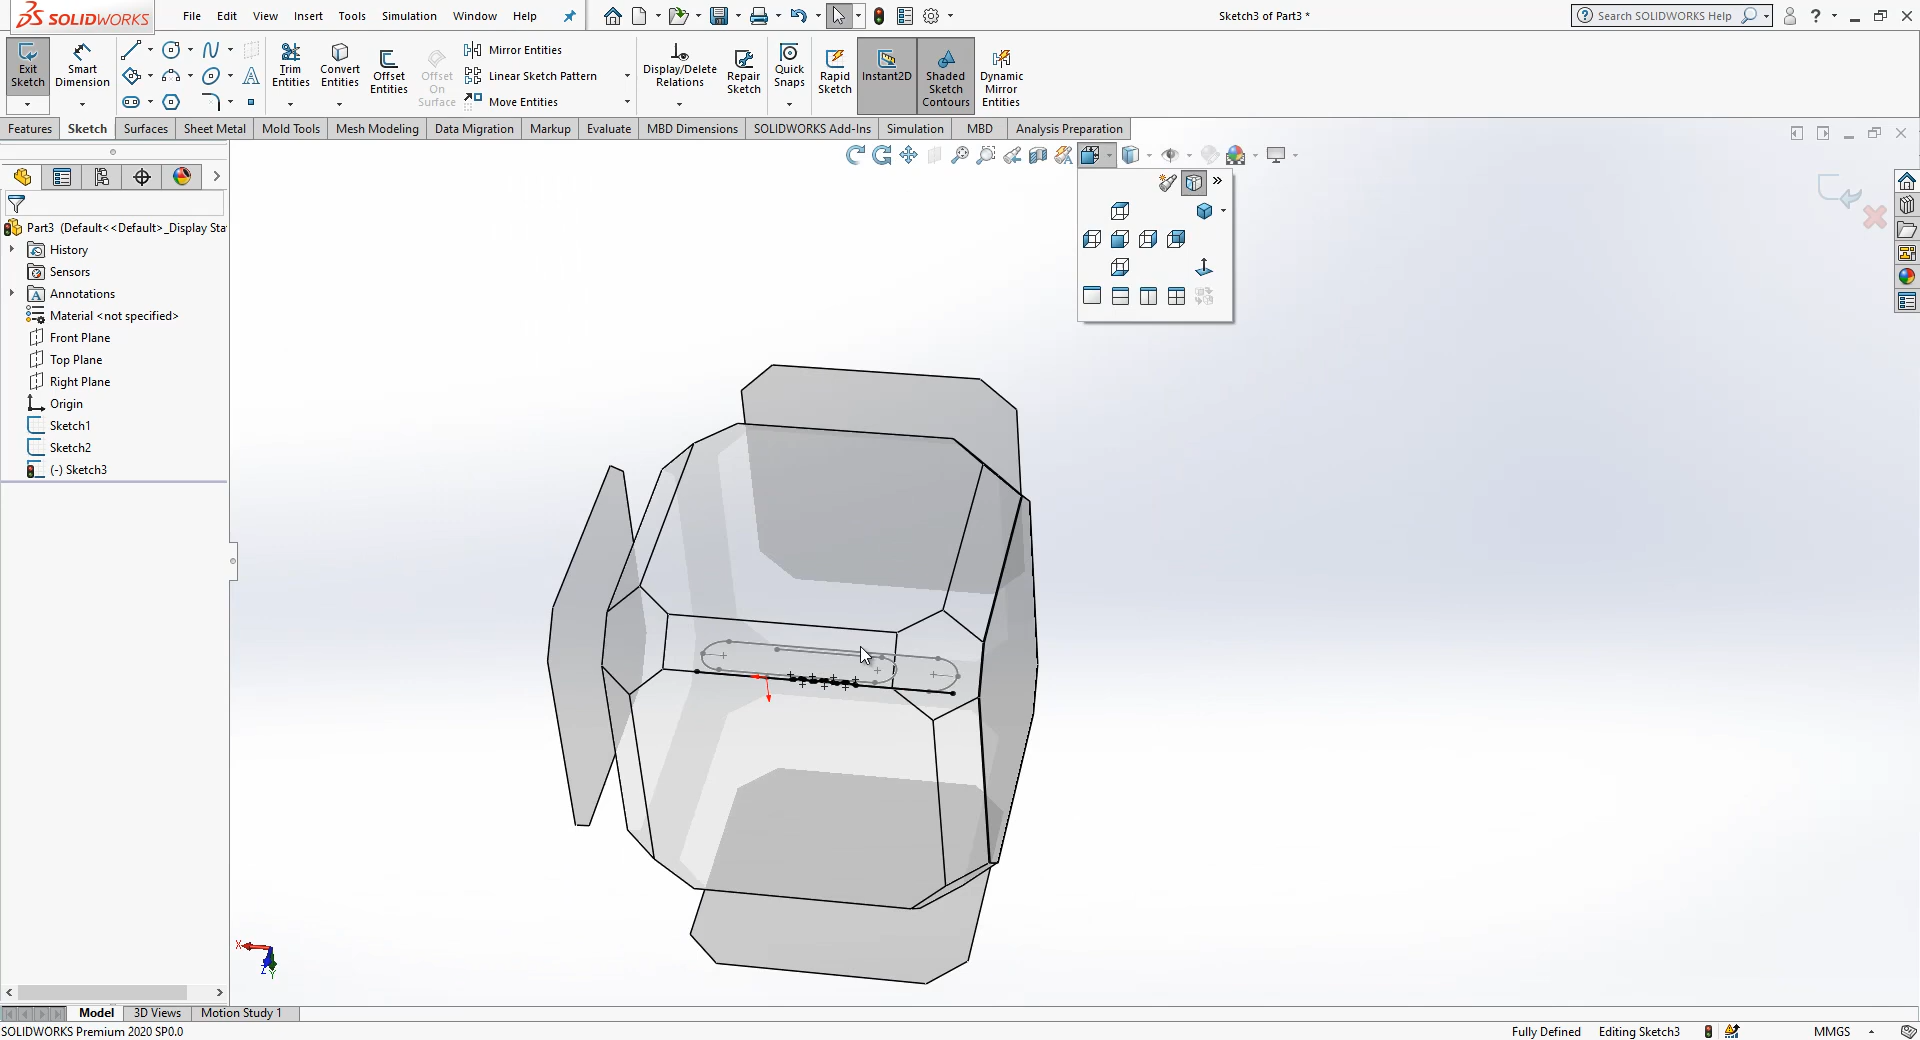 SOLIDWORKS
File Edit View Insert Tools Simulation Window Help
Sketch3 of Part3 *
Search SOLIDWORKS Help
Exit Sketch
Smart Dimension
Trim Entities
Convert Entities
Offset Entities
Offset On Surface
Mirror Entities
Linear Sketch Pattern
Move Entities
Display/Delete Relations
Repair Sketch
Quick Snaps
Rapid Sketch
Instant2D
Shaded Sketch Contours
Dynamic Mirror Entities
Features Sketch Surfaces Sheet Metal Mold Tools Mesh Modeling Data Migration Markup Evaluate MBD Dimensions SOLIDWORKS Add-Ins Simulation MBD Analysis Preparation
Part3 (Default<<Default>_Display Sta
History
Sensors
Annotations
Material <not specified>
Front Plane
Top Plane
Right Plane
Origin
Sketch1
Sketch2
(-) Sketch3
X
Z
Y
Model 3D Views Motion Study 1
SOLIDWORKS Premium 2020 SP0.0
Fully Defined Editing Sketch3 MMGS